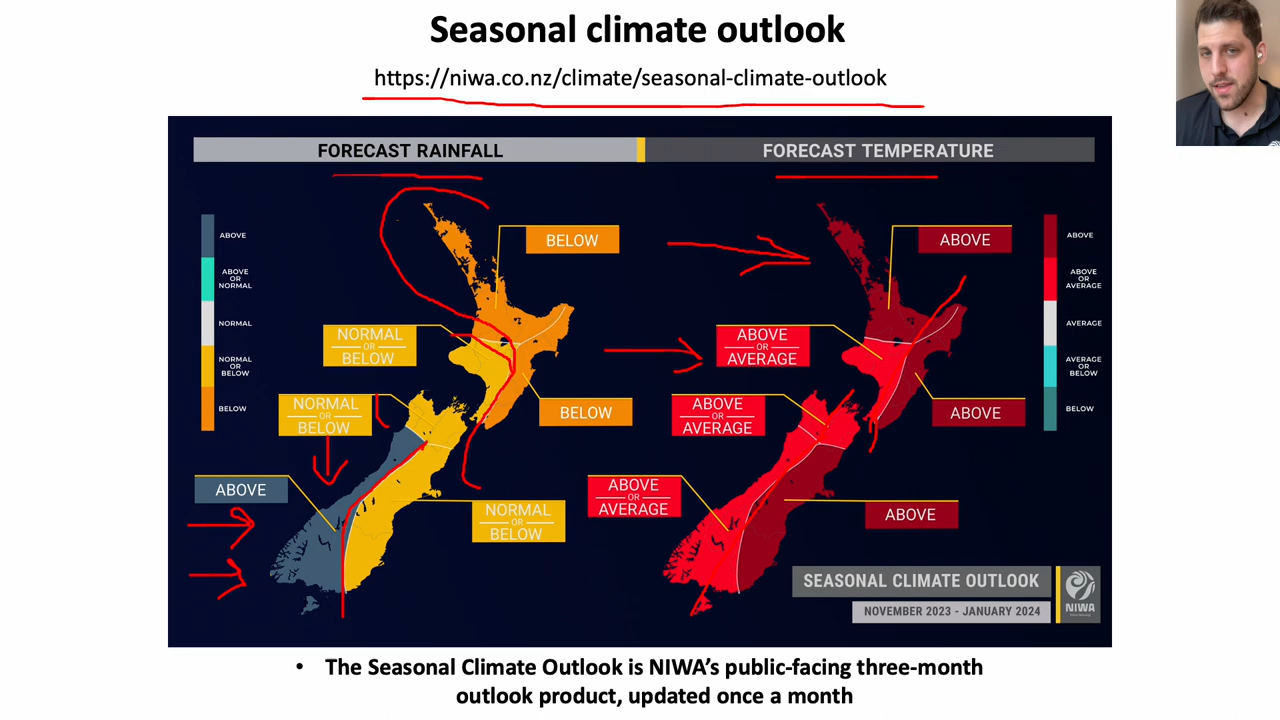 Seasonal climate outlook
https://niwa.co.nz/climate/seasonal-climate-outlook
FORECAST RAINFALL
FORECAST TEMPERATURE
ABOVE
ABOVE
OR
NORMAL
NORMAL
NORMAL
OR
BELOW
BELOW
BELOW
NORMAL
OR
BELOW
NORMAL
OR
BELOW
BELOW
ABOVE
NORMAL
OR
BELOW
ABOVE
ABOVE
OR
AVERAGE
ABOVE
OR
AVERAGE
ABOVE
ABOVE
OR
AVERAGE
ABOVE
ABOVE
ABOVE
OR
AVERAGE
AVERAGE
AVERAGE
OR
BELOW
BELOW
SEASONAL CLIMATE OUTLOOK
NOVEMBER 2023 - JANUARY 2024
NIWA
• The Seasonal Climate Outlook is NIWA's public-facing three-month
outlook product, updated once a month